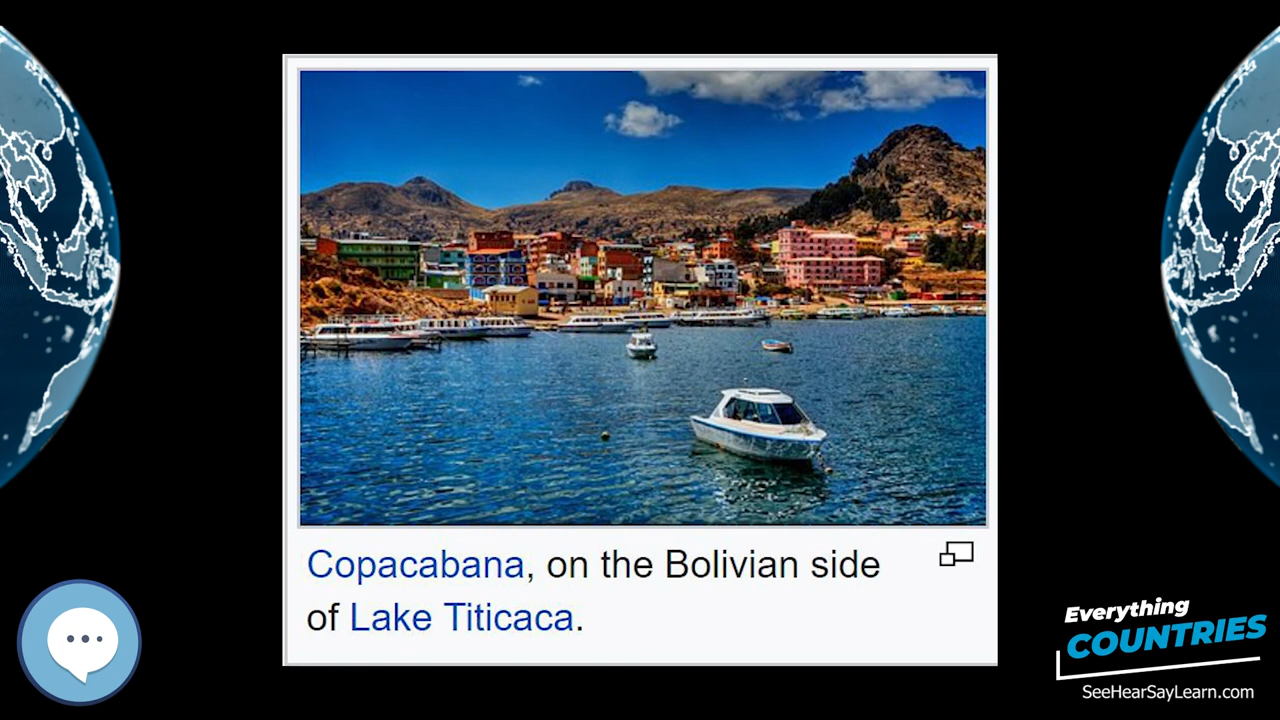 Copacabana, on the Bolivian side
of Lake Titicaca.
Everything
COUNTRIES
SeeHearSayLearn.com